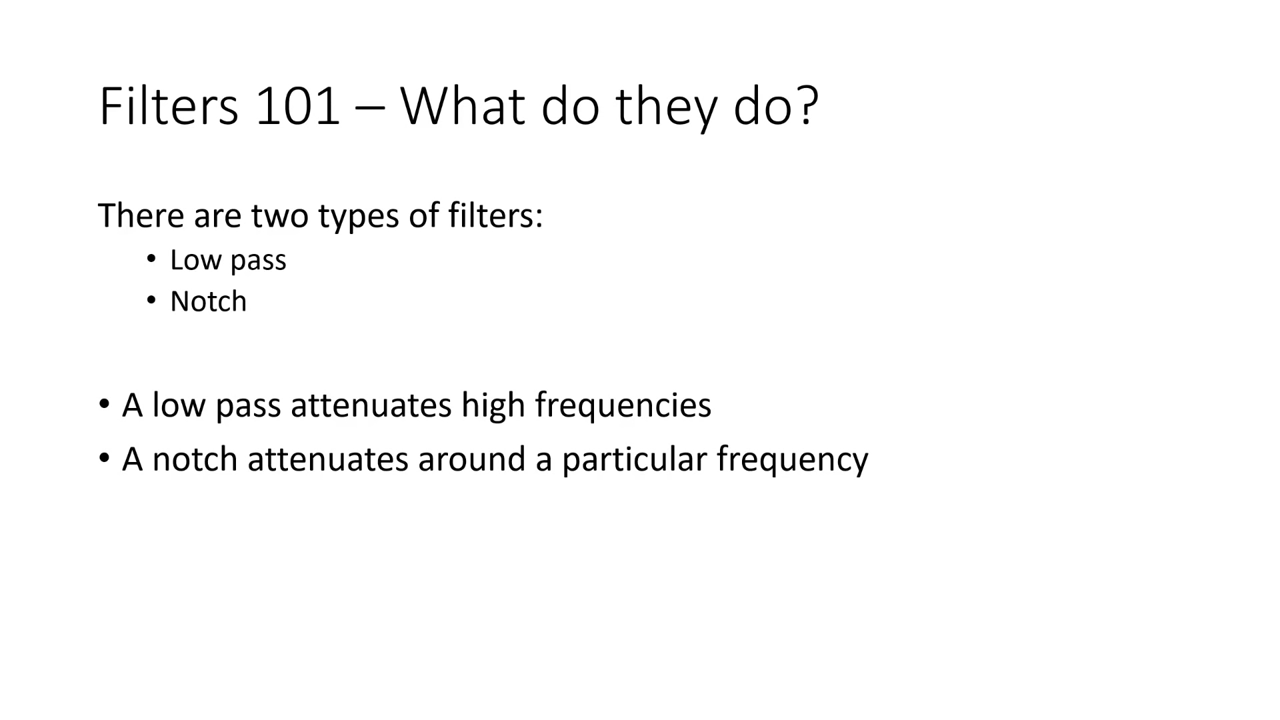 Filters 101 – What do they do?
There are two types of filters:
• Low pass
• Notch
• A low pass attenuates high frequencies
• A notch attenuates around a particular frequency